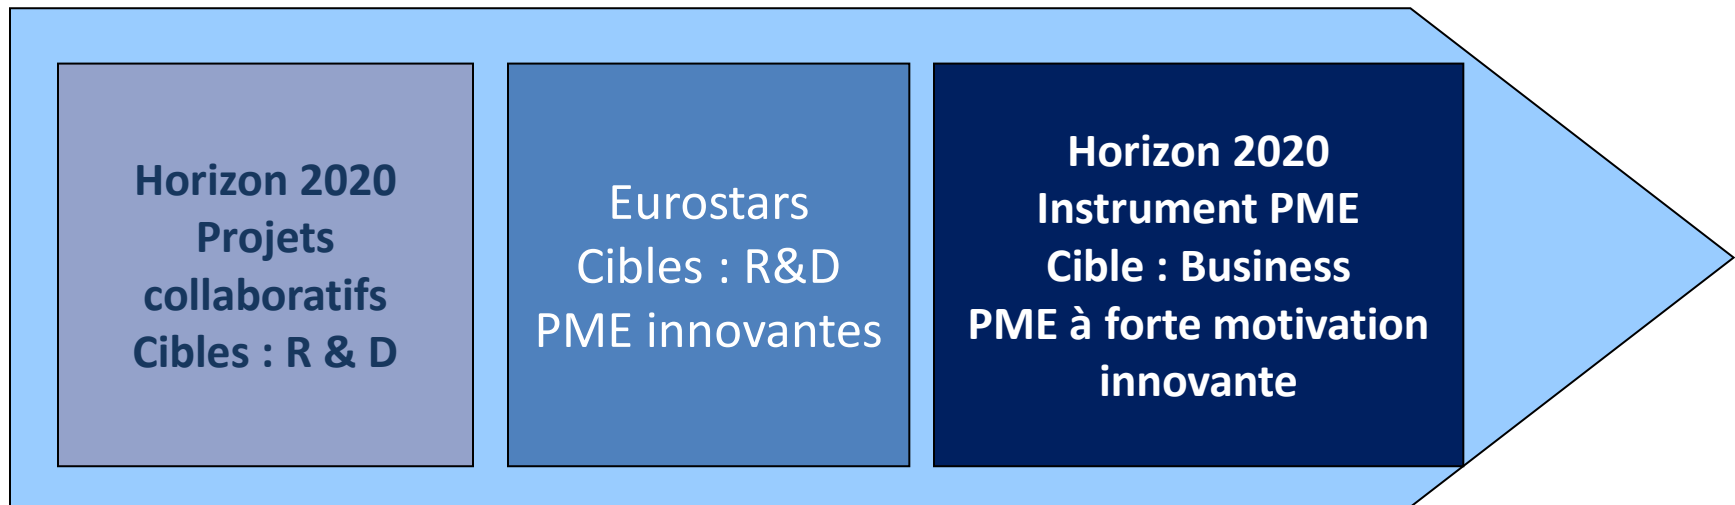 Horizon 2020
Projets
collaboratifs
Cibles : R & D
Eurostars
Cibles : R&D
PME innovantes
Horizon 2020
Instrument PME
Cible : Business
PME à forte motivation
innovante